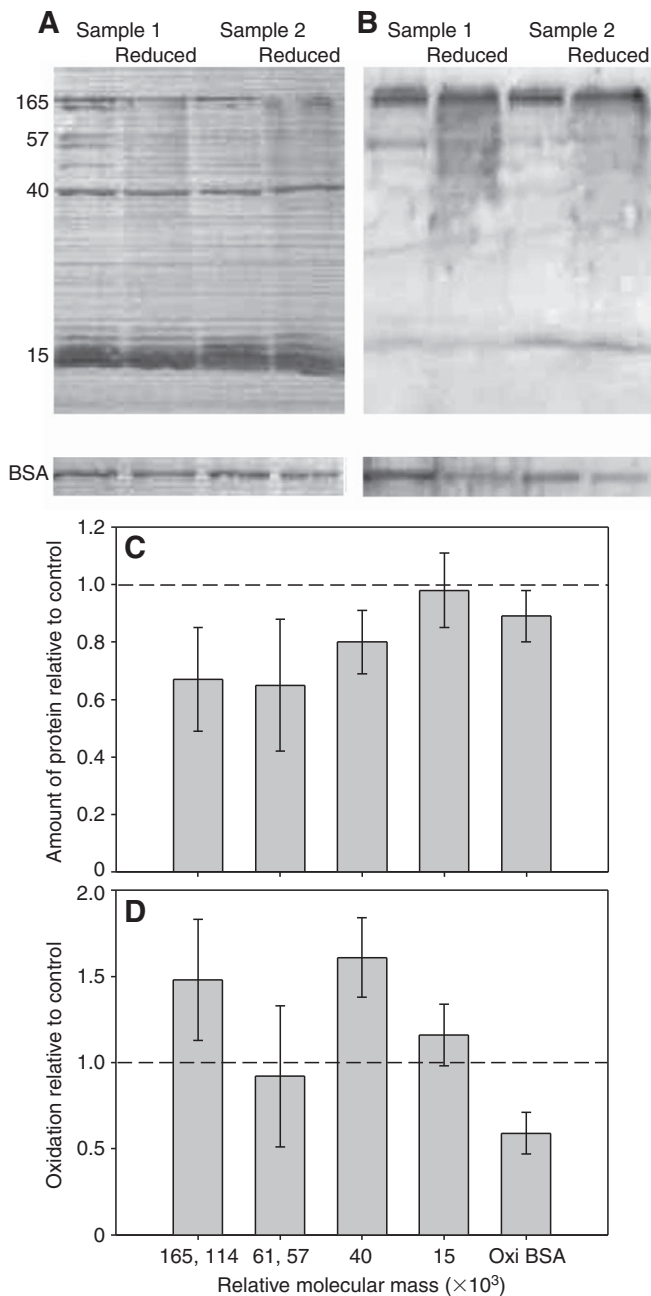 A
Sample 1
Sample 2
Reduced
Reduced
165
57
40
15
BSA
B
Sample 1
Sample 2
Reduced
Reduced
C
Amount of protein relative to control
1.2
1.0
0.8
0.6
0.4
0.2
0
D
Oxidation relative to control
2.0
1.5
1.0
0.5
0
165, 114
61, 57
40
15
Oxi BSA
Relative molecular mass (×10³)